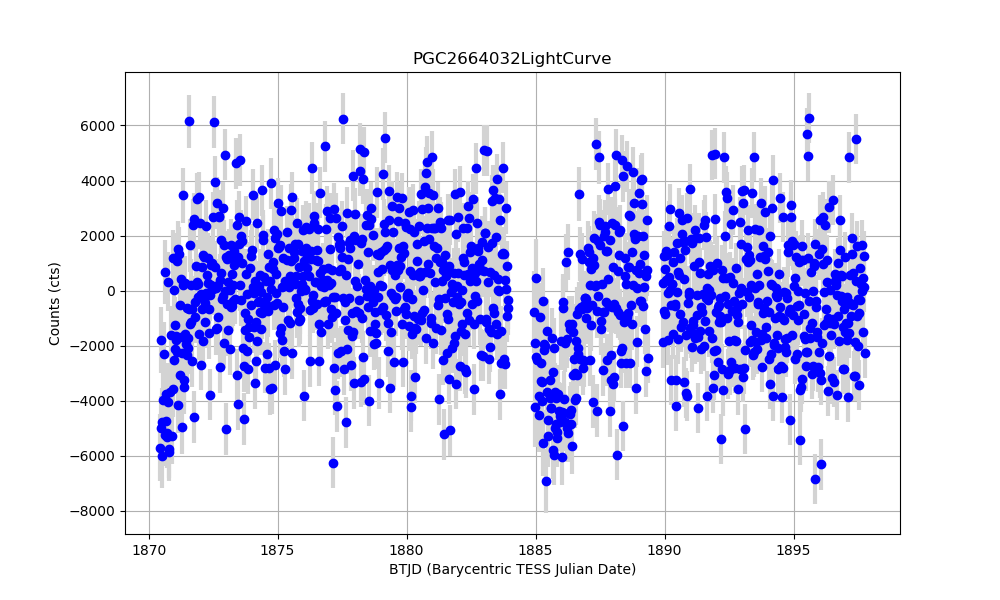 PGC2664032LightCurve
Counts (cts)
6000
4000
2000
0
−2000
−4000
−6000
−8000
1870 1875 1880 1885 1890 1895
BTJD (Barycentric TESS Julian Date)